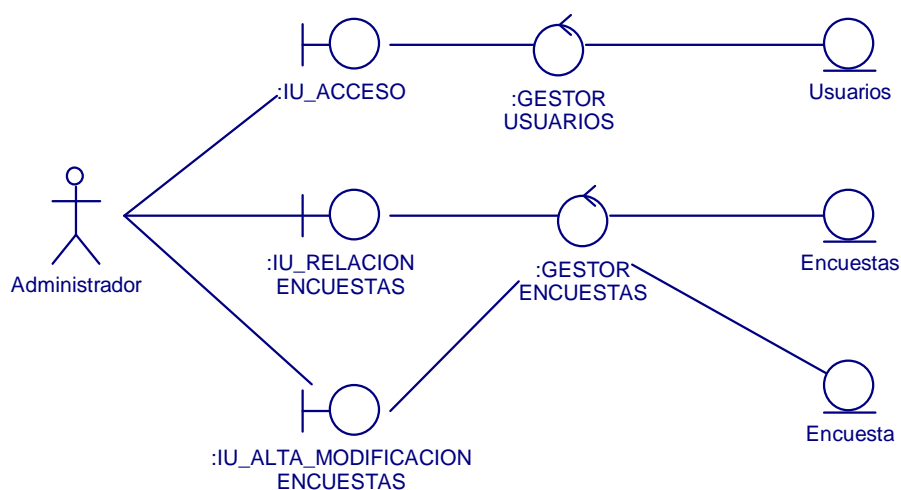 :IU_ACCESO
:GESTOR
USUARIOS
Usuarios
Administrador
:IU_RELACION
ENCUESTAS
:GESTOR
ENCUESTAS
Encuestas
:IU_ALTA_MODIFICACION
ENCUESTAS
Encuesta